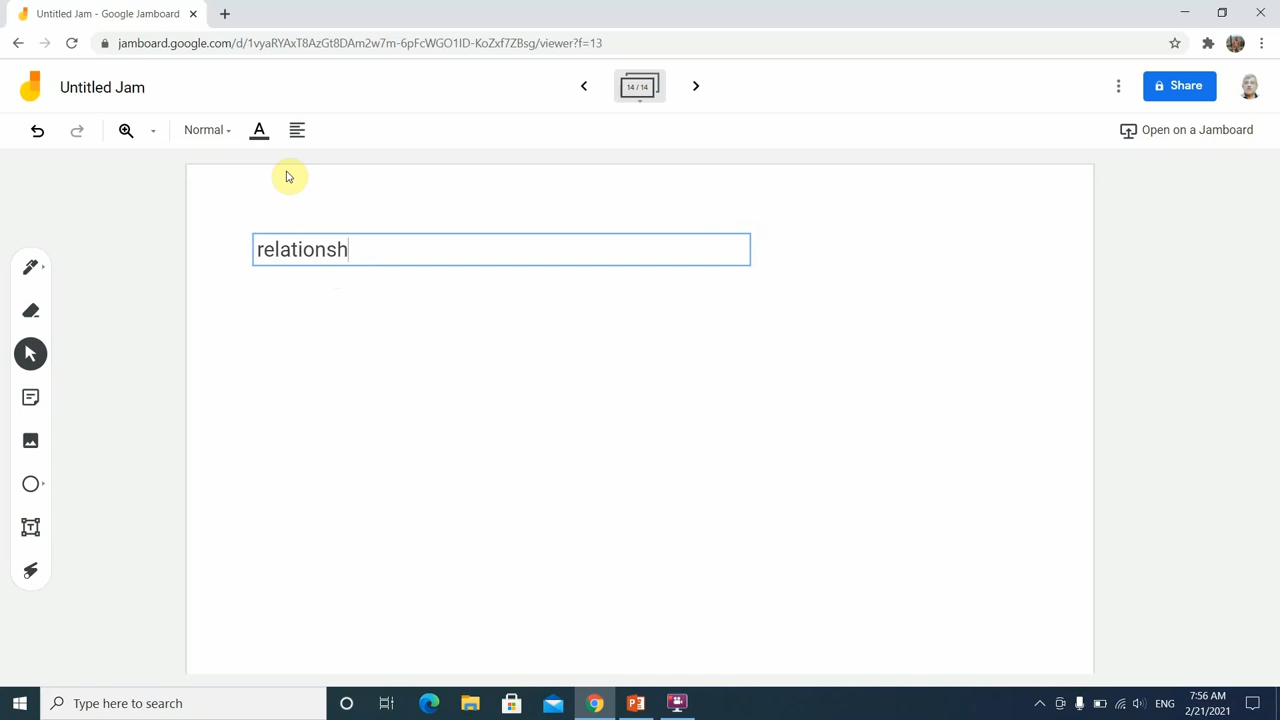 Untitled Jam - Google Jamboard
jamboard.google.com/d/1vyaRYAxT8AzGt8DAm2w7m-6pFcWGO1ID-KoZxf7ZBsg/viewer?f=13
Untitled Jam
14 / 14
Share
Normal
A
Open on a Jamboard
relationsh
T
Type here to search
ENG
7:56 AM
2/21/2021